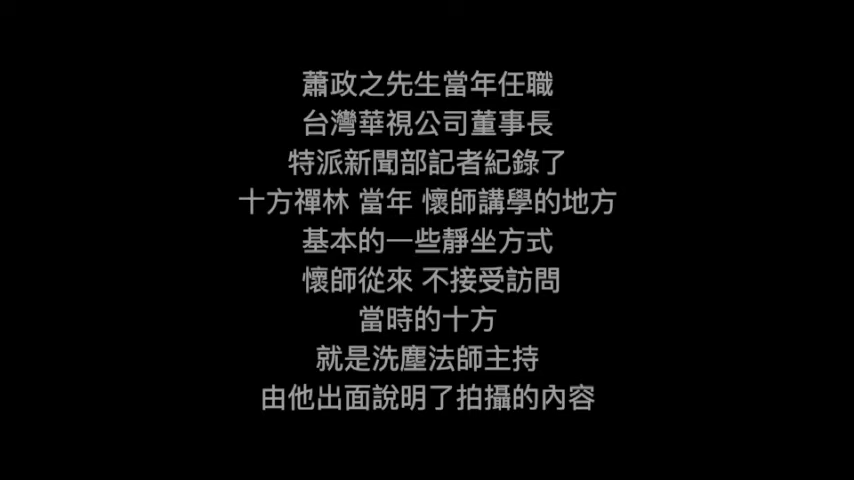 蕭政之先生當年任職
台灣華視公司董事長
特派新聞部記者紀錄了
十方禪林 當年 懷師講學的地方
基本的一些靜坐方式
懷師從來 不接受訪問
當時的十方
就是洗塵法師主持
由他出面說明了拍攝的內容